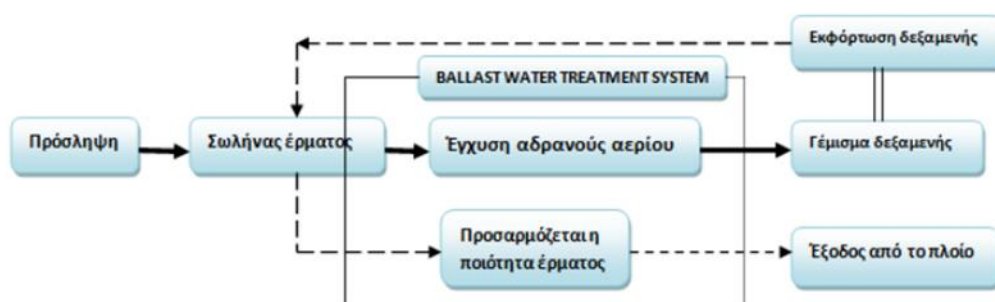 Εκφόρτωση δεξαμενής
BALLAST WATER TREATMENT SYSTEM
Πρόσληψη
Σωλήνας έρματος
Έγχυση αδρανούς αερίου
Γέμισμα δεξαμενής
Προσαρμόζεται η
ποιότητα έρματος
Έξοδος από το πλοίο